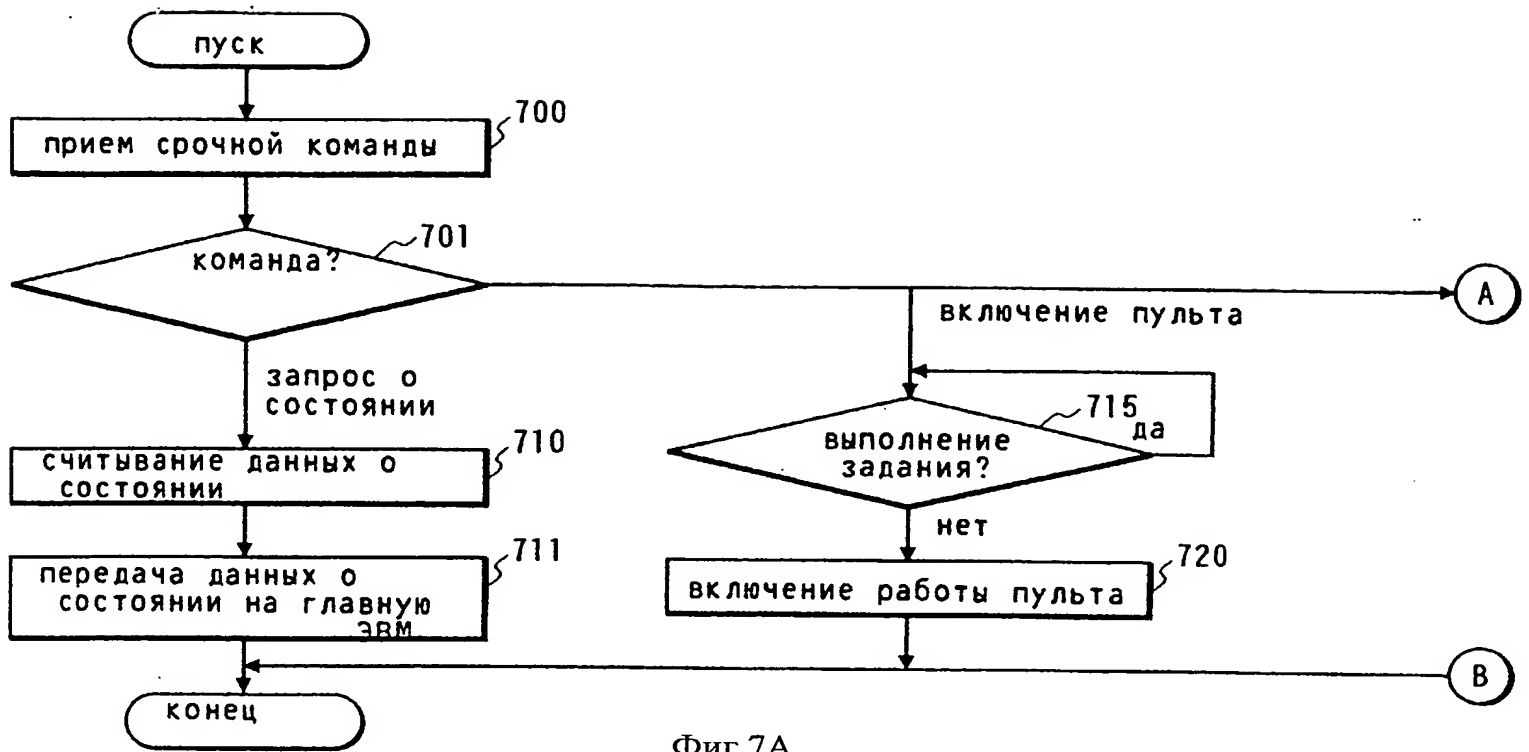 пуск
700
прием срочной команды
701
команда?
A
включение пульта
запрос о
состоянии
715
да
выполнение
задания?
710
считывание данных о
состоянии
нет
711
передача данных о
состоянии на главную
ЭВМ
720
включение работы пульта
B
конец
Фиг.7А